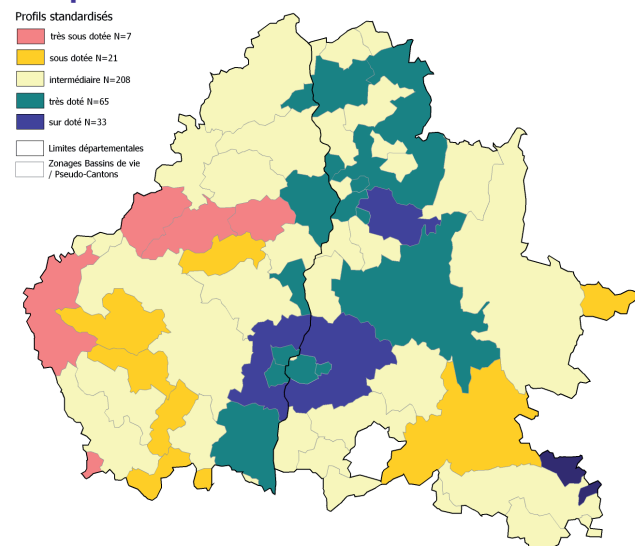 Profils standardisés
très sous dotée N=7
sous dotée N=21
intermédiaire N=208
très doté N=65
sur doté N=33
Limites départementales
Zonages Bassins de vie
/ Pseudo-Cantons